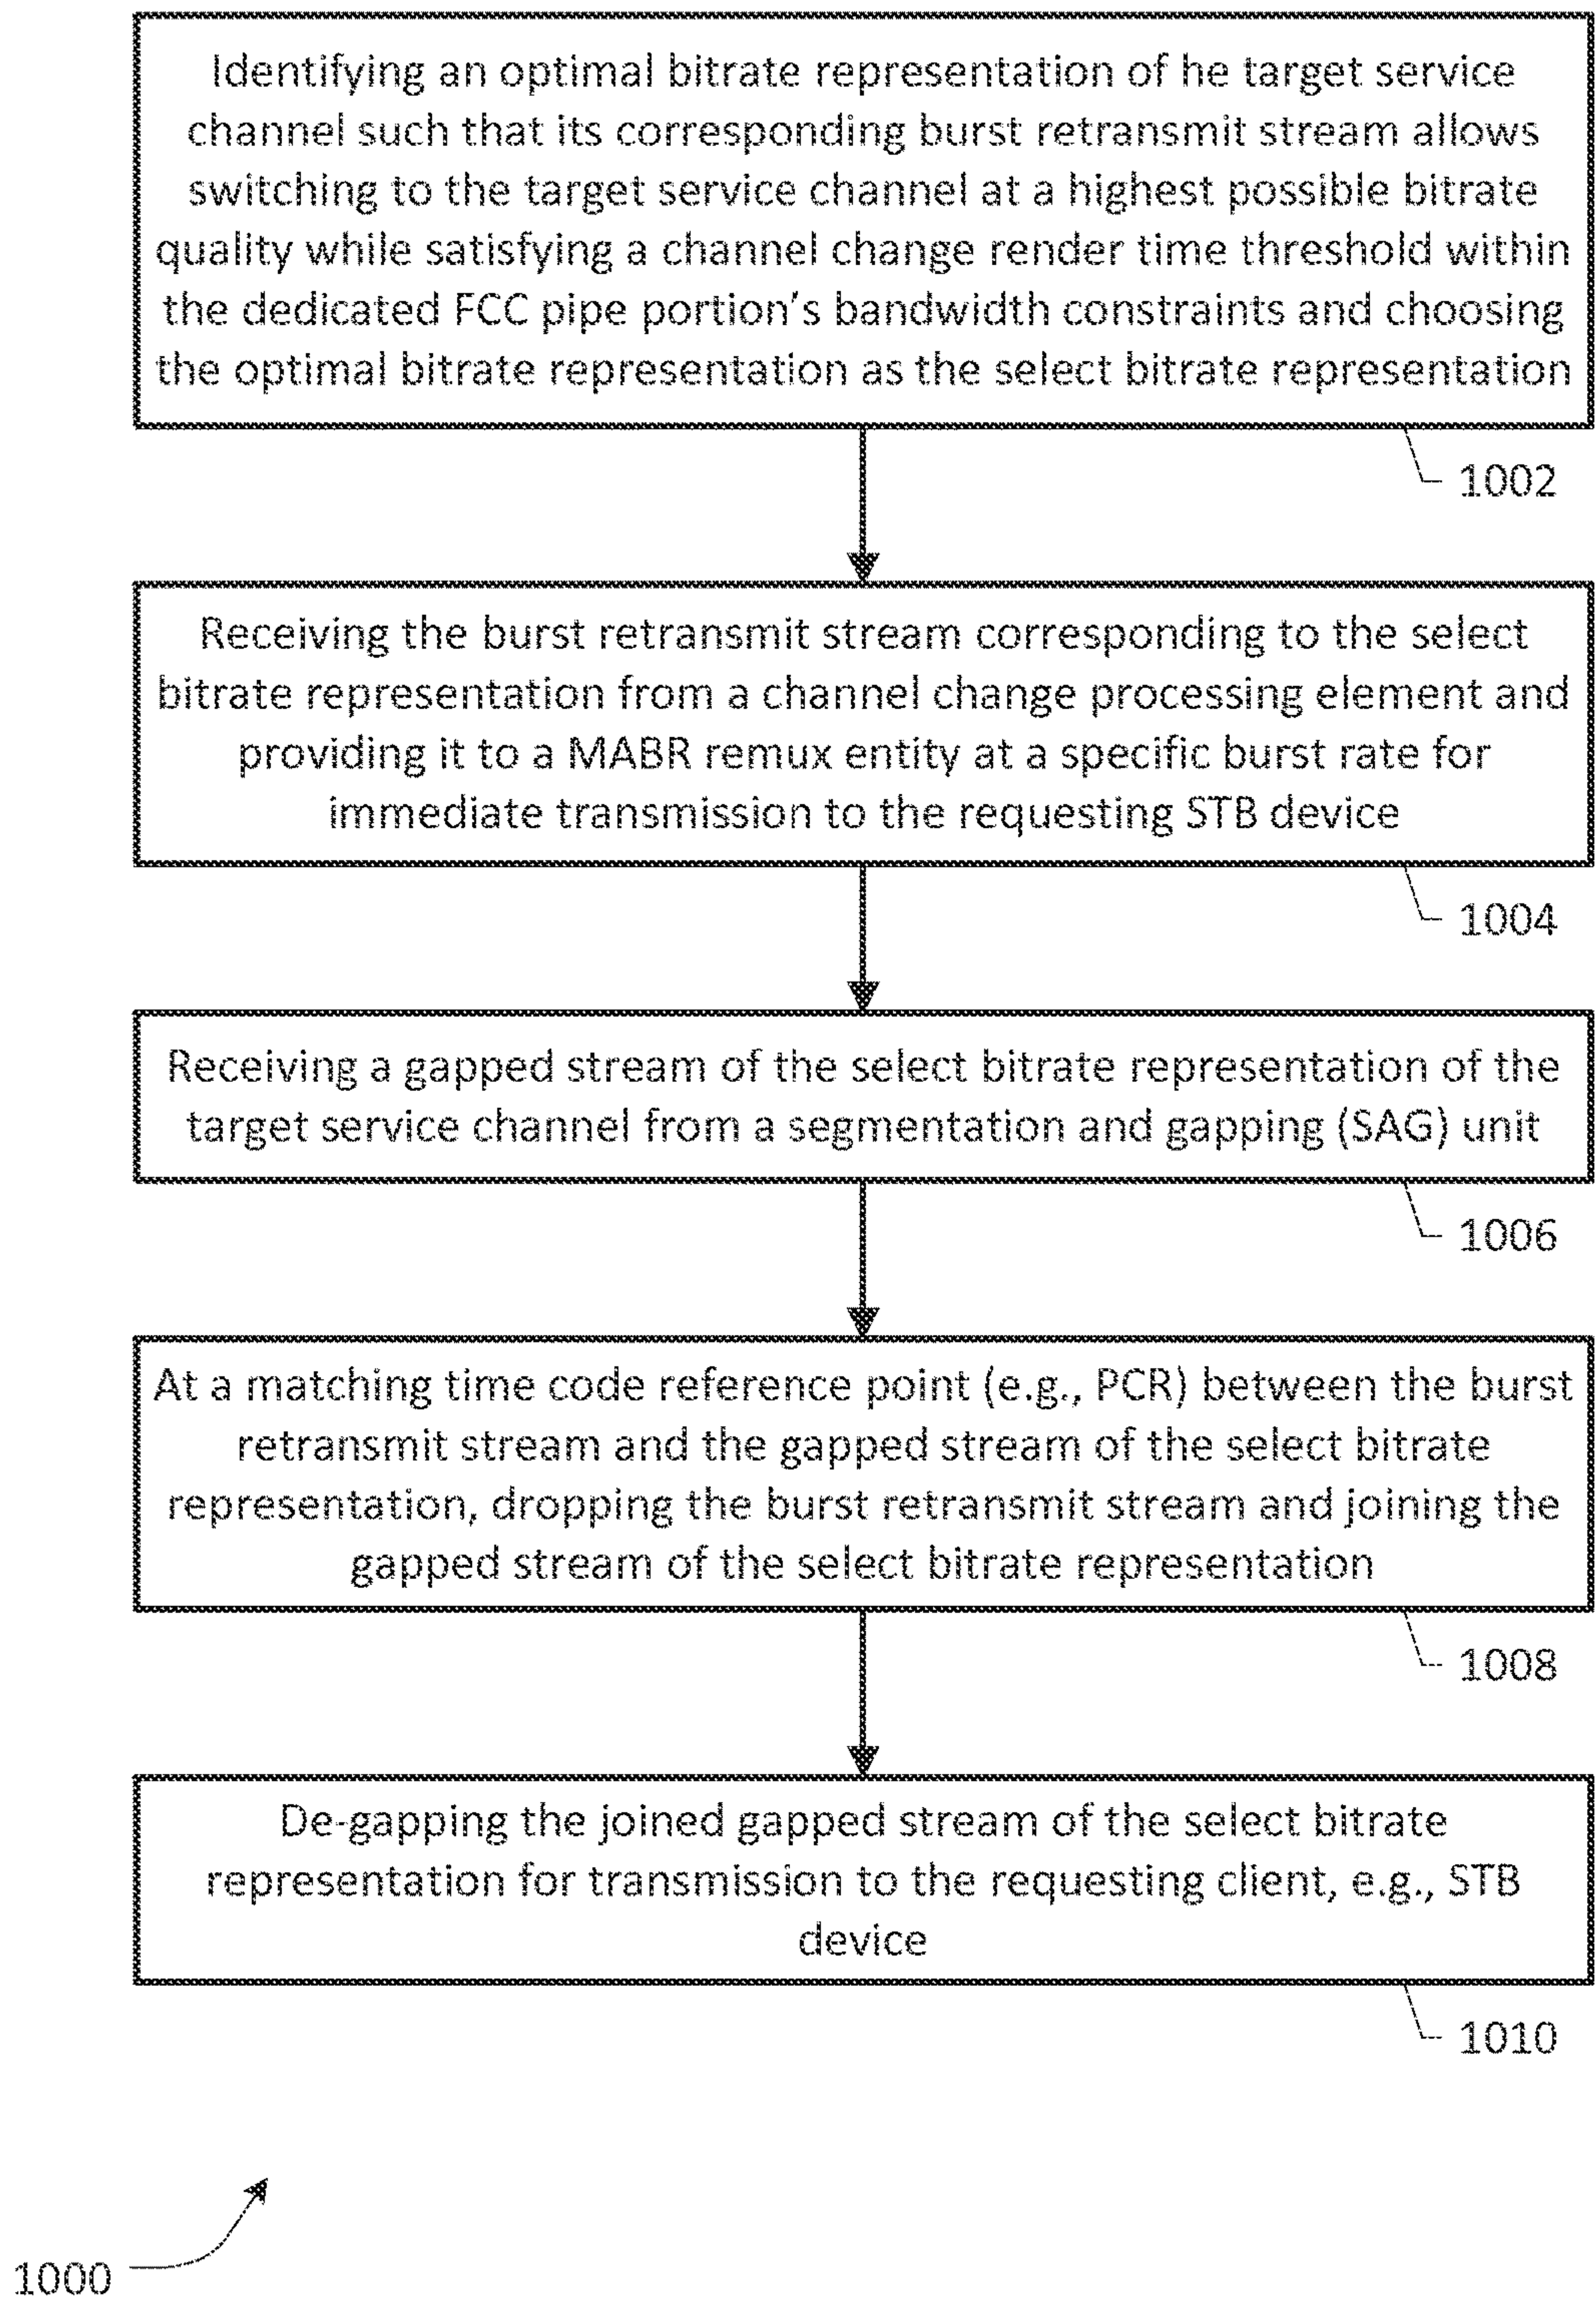 Identifying an optimal bitrate representation of he target service
channel such that its corresponding burst retransmit stream allows
switching to the target service channel at a highest possible bitrate
quality while satisfying a channel change render time threshold within
the dedicated FCC pipe portion's bandwidth constraints and choosing
the optimal bitrate representation as the select bitrate representation
1002
Receiving the burst retransmit stream corresponding to the select
bitrate representation from a channel change processing element and
providing it to a MABR remux entity at a specific burst rate for
immediate transmission to the requesting STB device
1004
Receiving a gapped stream of the select bitrate representation of the
target service channel from a segmentation and gapping (SAG) unit
1006
At a matching time code reference point (e.g., PCR) between the burst
retransmit stream and the gapped stream of the select bitrate
representation, dropping the burst retransmit stream and joining the
gapped stream of the select bitrate representation
1008
De-gapping the joined gapped stream of the select bitrate
representation for transmission to the requesting client, e.g., STB
device
1010
1000